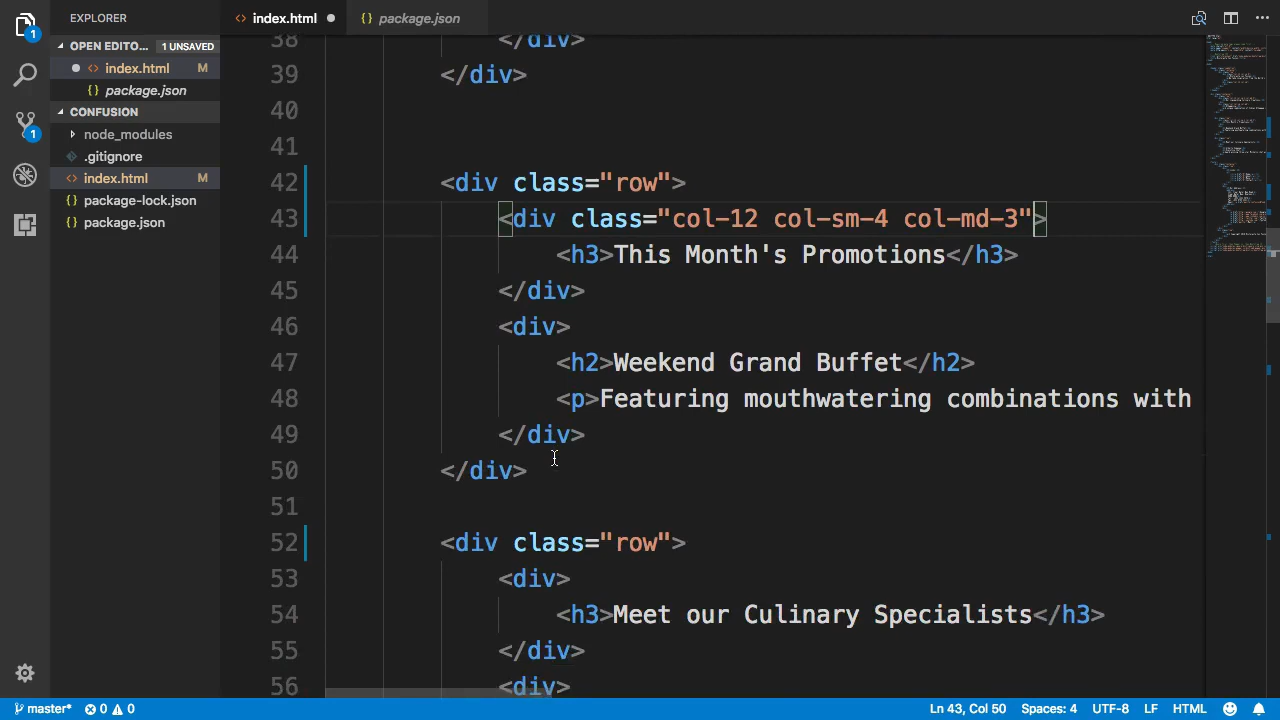 EXPLORER
OPEN EDITO... 1 UNSAVED
index.html M
package.json
CONFUSION
node_modules
.gitignore
index.html M
package-lock.json
package.json
1
1
index.html
package.json
38 </div>
39 </div>
40
41
42 <div class="row">
43 <div class="col-12 col-sm-4 col-md-3">
44 <h3>This Month's Promotions</h3>
45 </div>
46 <div>
47 <h2>Weekend Grand Buffet</h2>
48 <p>Featuring mouthwatering combinations with
49 </div>
50 </div>
51
52 <div class="row">
53 <div>
54 <h3>Meet our Culinary Specialists</h3>
55 </div>
56 <div>
master* 0 0 Ln 43, Col 50 Spaces: 4 UTF-8 LF HTML